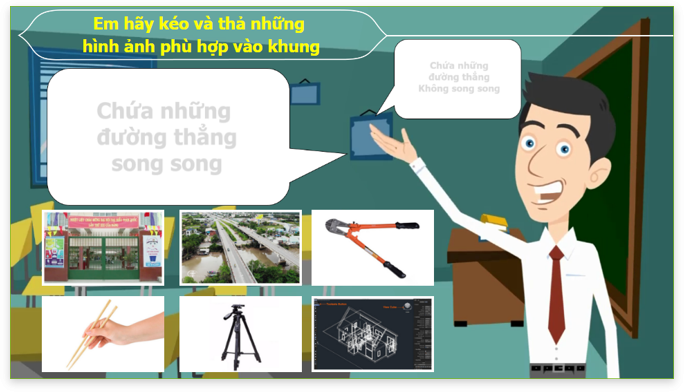 Em hãy kéo và thả những
hình ảnh phù hợp vào khung
Chứa những
đường thẳng
Không song song
Chứa những
đường thẳng
song song